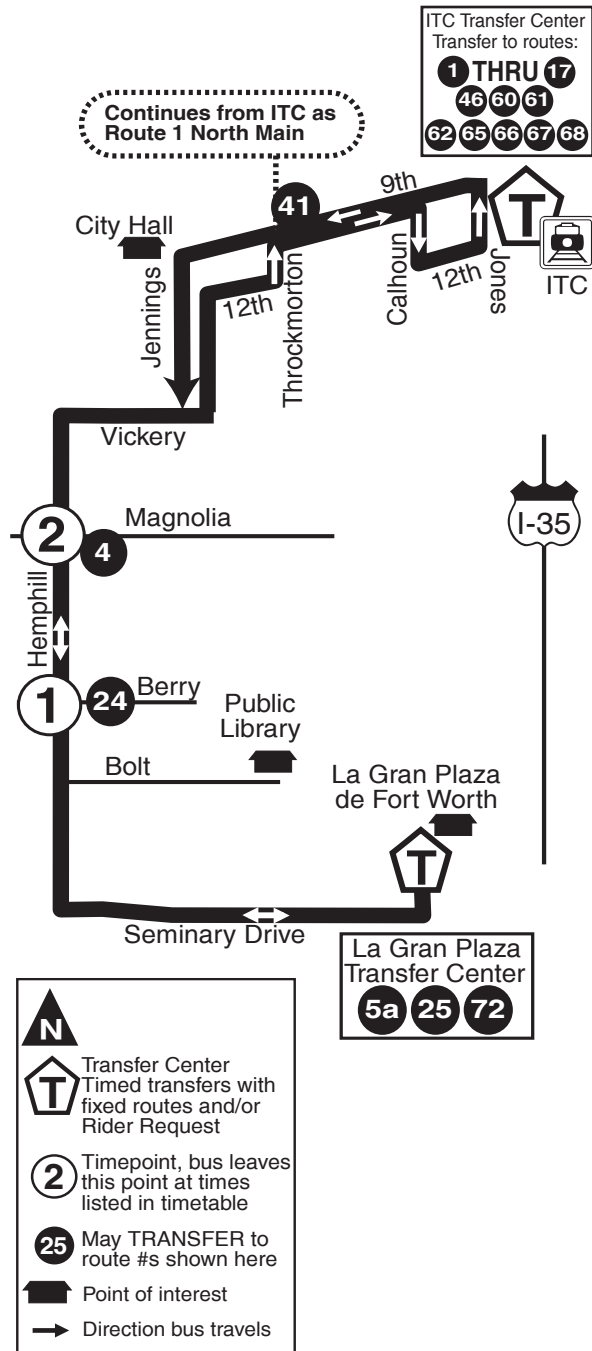 ITC Transfer Center
Transfer to routes:
1 THRU 17
46 60 61
62 65 66 67 68
Continues from ITC as
Route 1 North Main
41
9th
T
City Hall
ITC
Jennings
12th
Throckmorton
Calhoun
12th
Jones
Vickery
I-35
2
Magnolia
4
Hemphill
1
24
Berry
Public
Library
Bolt
La Gran Plaza
de Fort Worth
T
Seminary Drive
La Gran Plaza
Transfer Center
5a 25 72
N
T
Transfer Center
Timed transfers with
fixed routes and/or
Rider Request
2
Timepoint, bus leaves
this point at times
listed in timetable
25
May TRANSFER to
route #s shown here
Point of interest
Direction bus travels